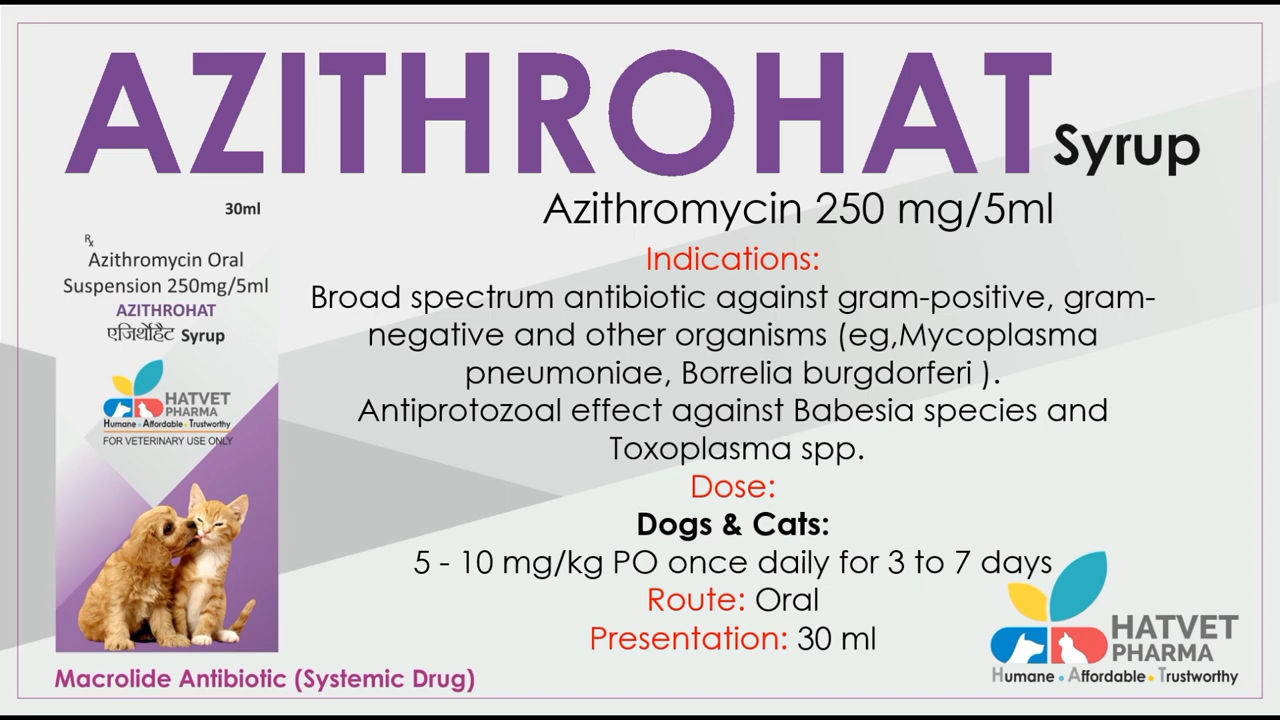 AZITHROHAT Syrup
Azithromycin 250 mg/5ml
30ml
Rx
Azithromycin Oral
Suspension 250mg/5ml
AZITHROHAT
एजिथ्रोहैट Syrup
HATVET
PHARMA
Humane • Affordable • Trustworthy
FOR VETERINARY USE ONLY
Indications:
Broad spectrum antibiotic against gram-positive, gram-
negative and other organisms (eg,Mycoplasma
pneumoniae, Borrelia burgdorferi ).
Antiprotozoal effect against Babesia species and
Toxoplasma spp.
Dose:
Dogs & Cats:
5 - 10 mg/kg PO once daily for 3 to 7 days
Route: Oral
Presentation: 30 ml
Macrolide Antibiotic (Systemic Drug)
HATVET
PHARMA
Humane • Affordable • Trustworthy